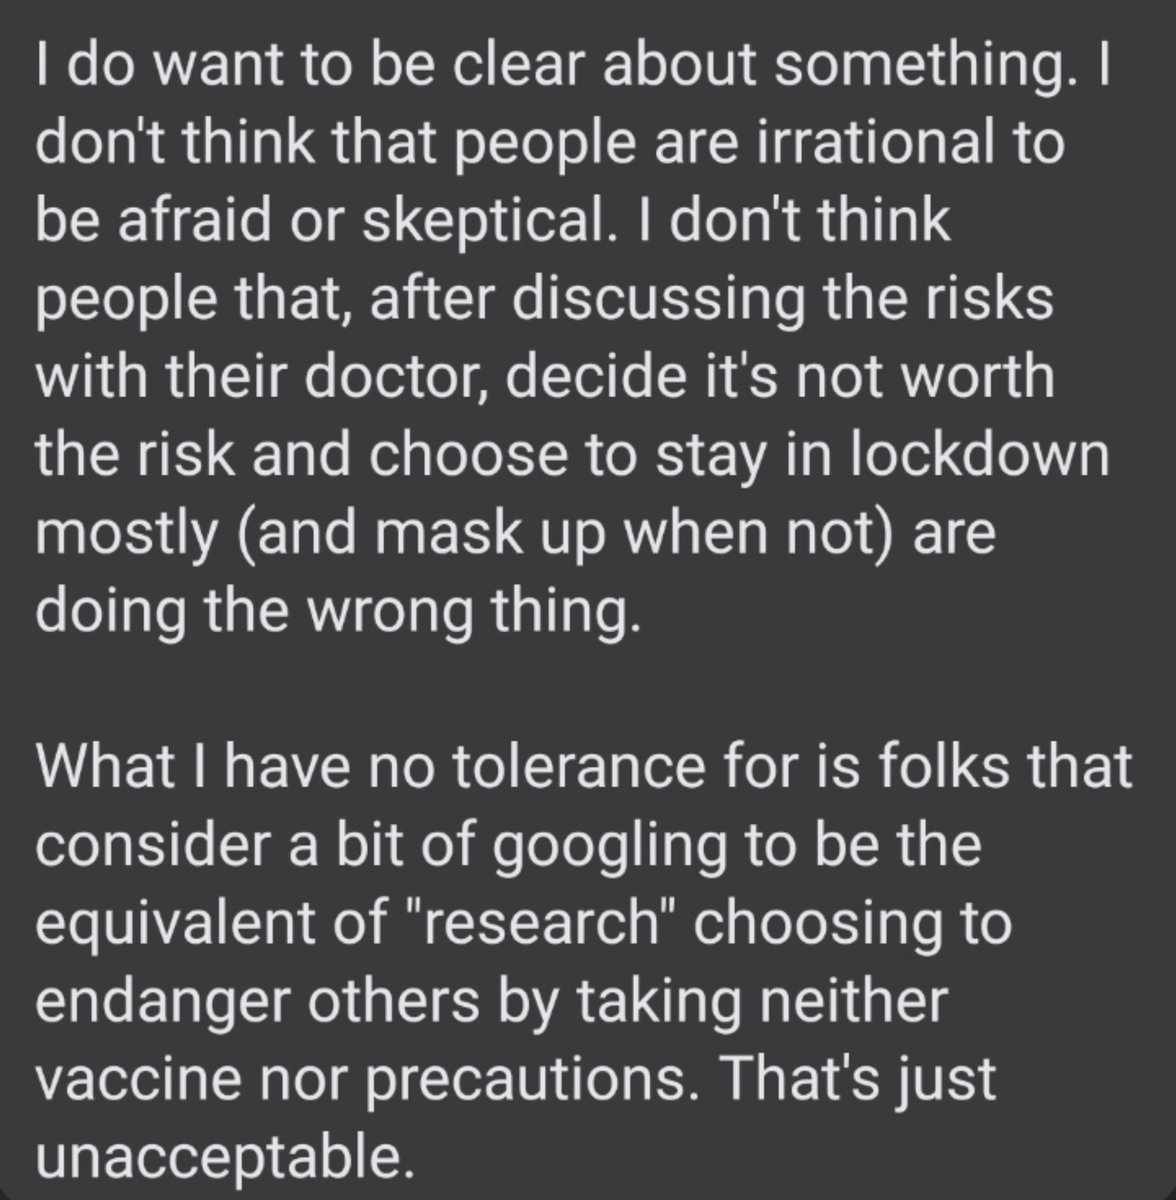 I do want to be clear about something. I
don't think that people are irrational to
be afraid or skeptical. I don't think
people that, after discussing the risks
with their doctor, decide it's not worth
the risk and choose to stay in lockdown
mostly (and mask up when not) are
doing the wrong thing.
What I have no tolerance for is folks that
consider a bit of googling to be the
equivalent of "research" choosing to
endanger others by taking neither
vaccine nor precautions. That's just
unacceptable.